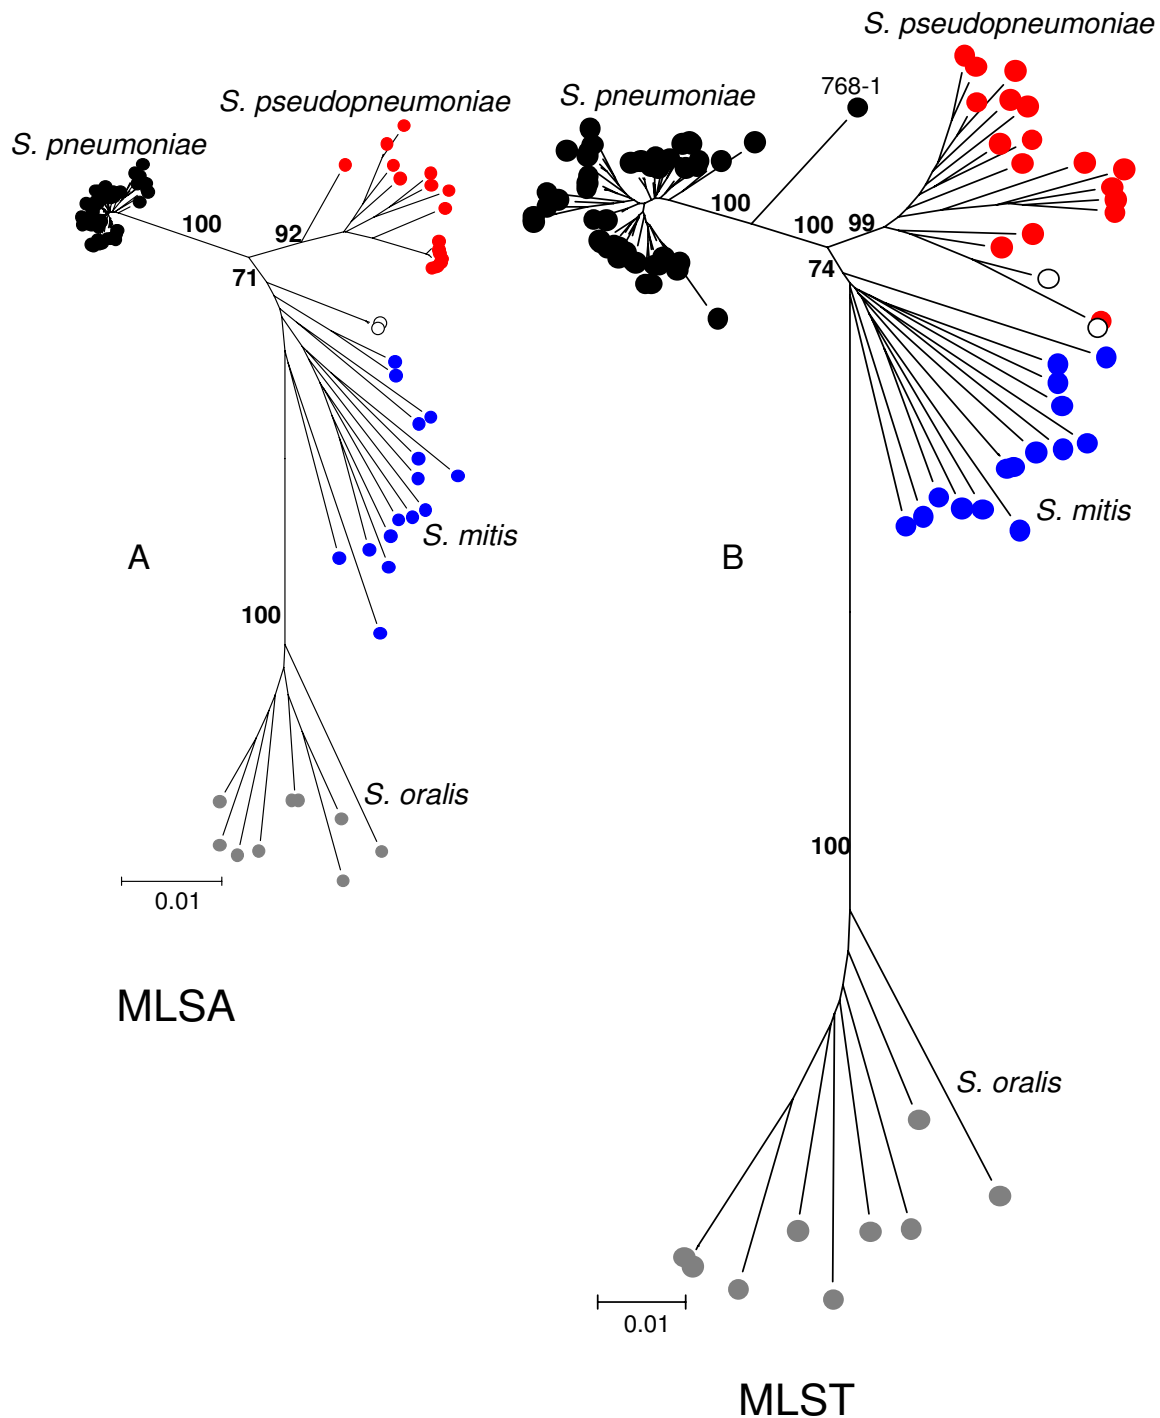 S. pseudopneumoniae
768-1
S. pneumoniae
S. pseudopneumoniae
S. pneumoniae
100
100
99
100
92
71
74
S. mitis
S. mitis
A
B
100
S. oralis
100
0.01
MLSA
S. oralis
0.01
MLST